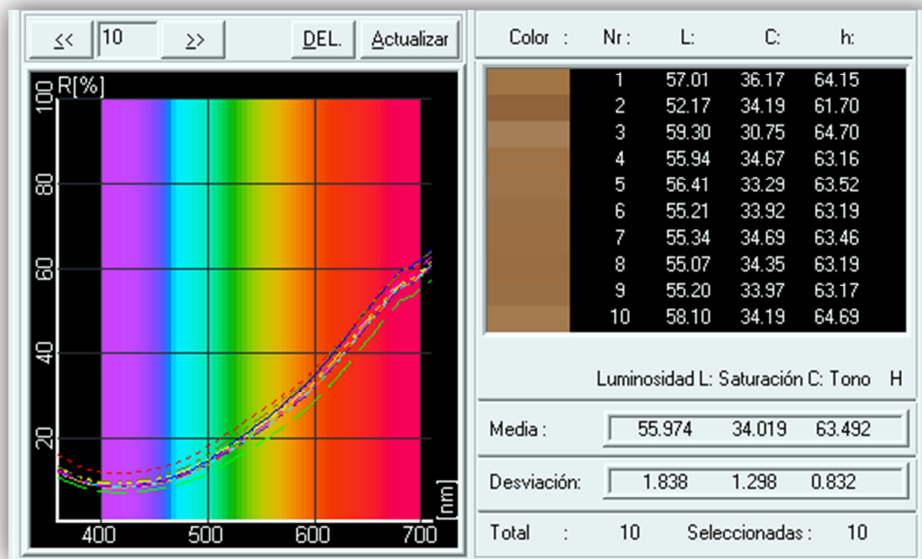 << 10 >> DEL. Actualizar
R[%]
100
80
60
40
20
400 500 600 700 [nm]
Color : Nr : L: C: h:
1 57.01 36.17 64.15
2 52.17 34.19 61.70
3 59.30 30.75 64.70
4 55.94 34.67 63.16
5 56.41 33.29 63.52
6 55.21 33.92 63.19
7 55.34 34.69 63.46
8 55.07 34.35 63.19
9 55.20 33.97 63.17
10 58.10 34.19 64.69
Luminosidad L: Saturación C: Tono H
Media : 55.974 34.019 63.492
Desviación: 1.838 1.298 0.832
Total : 10 Seleccionadas : 10